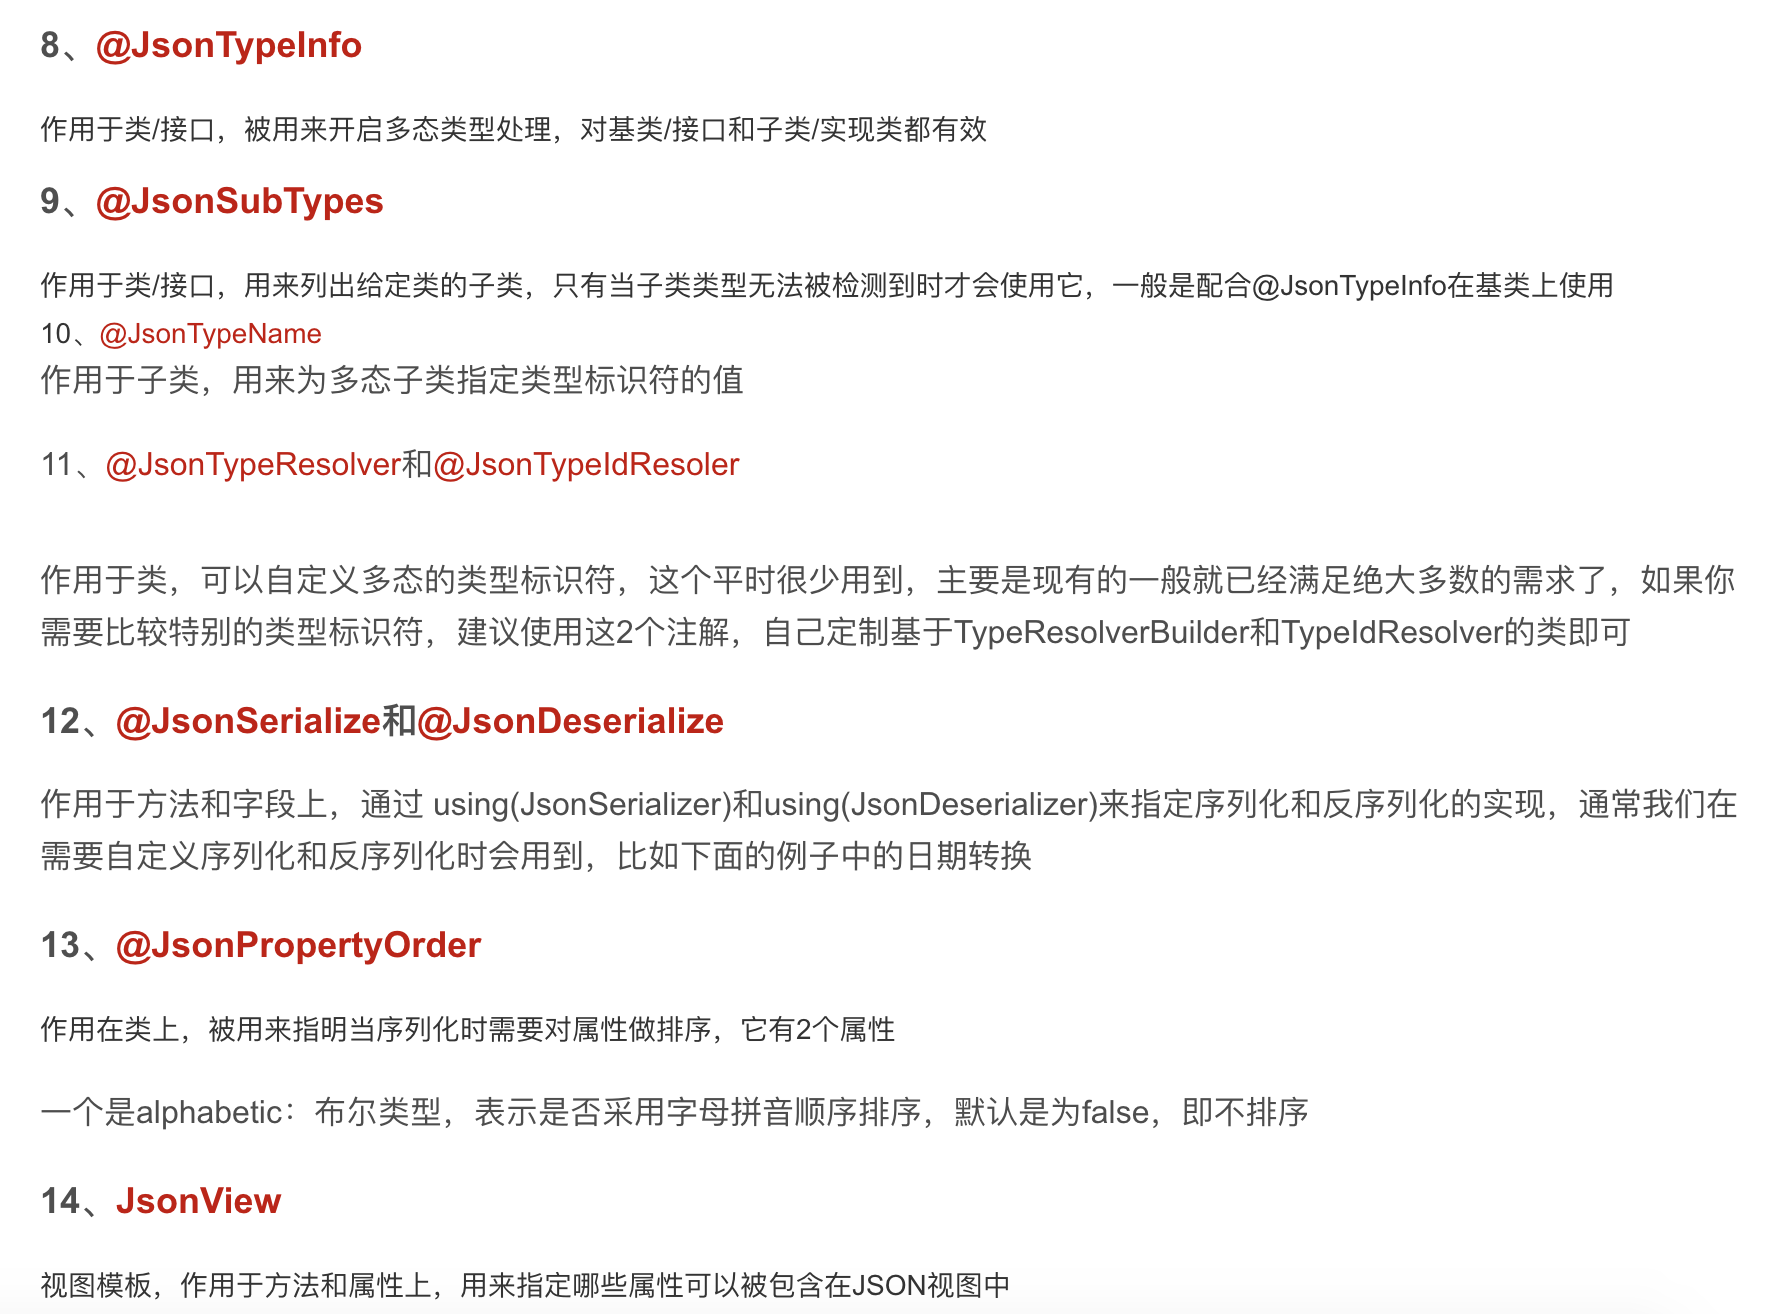 8、@JsonTypeInfo
作用于类/接口，被用来开启多态类型处理，对基类/接口和子类/实现类都有效
9、@JsonSubTypes
作用于类/接口，用来列出给定类的子类，只有当子类类型无法被检测到时才会使用它，一般是配合@JsonTypeInfo在基类上使用
10、@JsonTypeName
作用于子类，用来为多态子类指定类型标识符的值
11、@JsonTypeResolver和@JsonTypeIdResoler
作用于类，可以自定义多态的类型标识符，这个平时很少用到，主要是现有的一般就已经满足绝大多数的需求了，如果你
需要比较特别的类型标识符，建议使用这2个注解，自己定制基于TypeResolverBuilder和TypeIdResolver的类即可
12、@JsonSerialize和@JsonDeserialize
作用于方法和字段上，通过 using(JsonSerializer)和using(JsonDeserializer)来指定序列化和反序列化的实现，通常我们在
需要自定义序列化和反序列化时会用到，比如下面的例子中的日期转换
13、@JsonPropertyOrder
作用在类上，被用来指明当序列化时需要对属性做排序，它有2个属性
一个是alphabetic：布尔类型，表示是否采用字母拼音顺序排序，默认是为false，即不排序
14、JsonView
视图模板，作用于方法和属性上，用来指定哪些属性可以被包含在JSON视图中